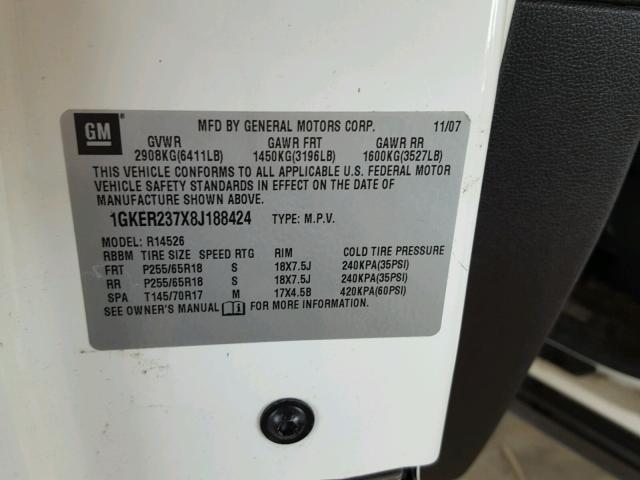 GM MFD BY GENERAL MOTORS CORP. 11/07
GVWR GAWR FRT GAWR RR
2908KG(6411LB) 1450KG(3196LB) 1600KG(3527LB)
THIS VEHICLE CONFORMS TO ALL APPLICABLE U.S. FEDERAL MOTOR
VEHICLE SAFETY STANDARDS IN EFFECT ON THE DATE OF
MANUFACTURE SHOWN ABOVE.
1GKER237X8J188424 TYPE: M.P.V.
MODEL: R14526
RBBM TIRE SIZE SPEED RTG RIM COLD TIRE PRESSURE
FRT P255/65R18 S 18X7.5J 240KPA(35PSI)
RR P255/65R18 S 18X7.5J 240KPA(35PSI)
SPA T145/70R17 M 17X4.5B 420KPA(60PSI)
SEE OWNER'S MANUAL FOR MORE INFORMATION